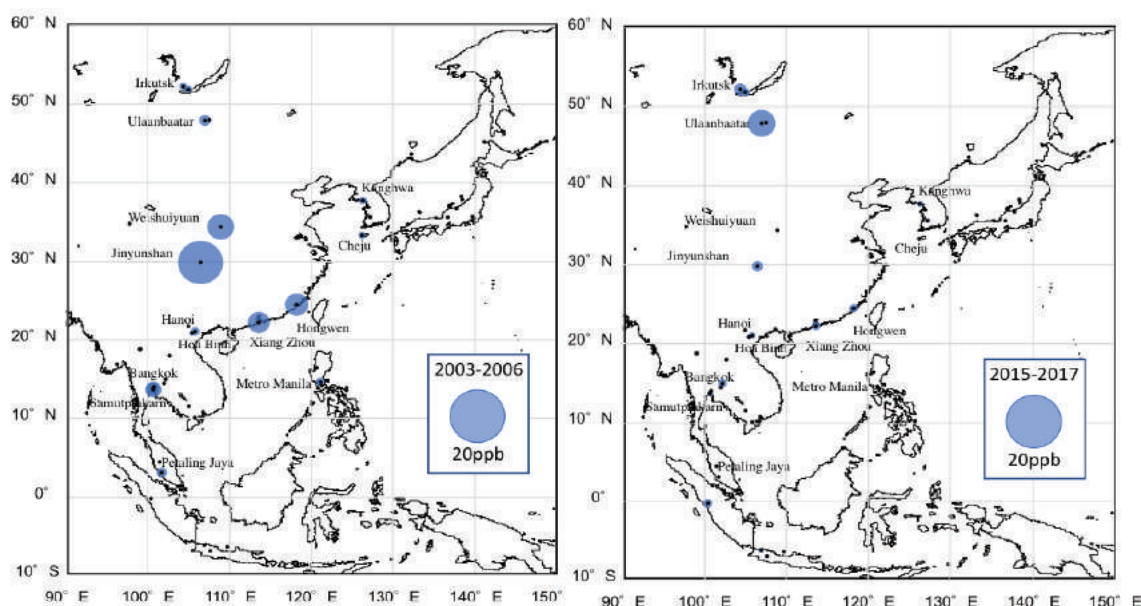 60° N
50° N
40° N
30° N
20° N
10° N
0°
10° S
90° E
100° E
110° E
120° E
130° E
140° E
150° E
Irkutsk
Ulaanbaatar
Kanghwa
Weishuiyuan
Cheju
Jinyunshan
Hanoi
Hoa Binh
Xiang Zhou
Hongwen
Bangkok
Metro Manila
Samutprakarn
Petaling Jaya
2003-2006
20ppb
60° N
50° N
40° N
30° N
20° N
10° N
0°
10° S
90° E
100° E
110° E
120° E
130° E
140° E
150° E
Irkutsk
Ulaanbaatar
Kanghwa
Weishuiyuan
Cheju
Jinyunshan
Hanoi
Hoa Binh
Xiang Zhou
Hongwen
Bangkok
Metro Manila
Samutprakarn
Petaling Jaya
2015-2017
20ppb